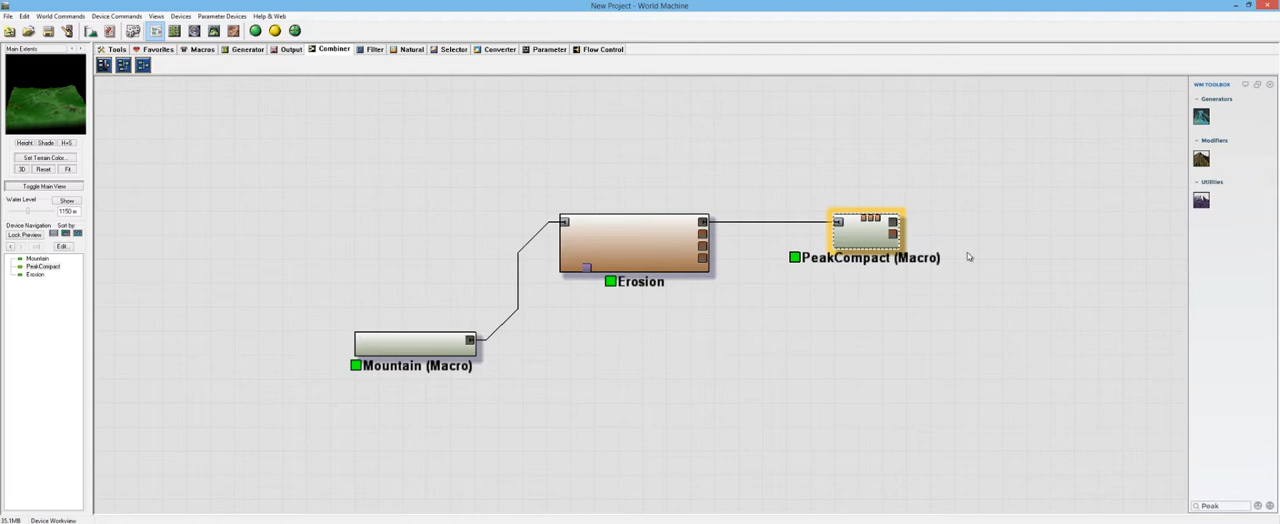 New Project - World Machine
File Edit World Commands Device Commands Views Devices Parameter Devices Help & Web
Main Extents
Tools Favorites Macros Generator Output Combiner Filter Natural Selector Converter Parameter Flow Control
WM TOOLBOX
Generators
Modifiers
Utilities
Height Shade H+S
Set Terrain Color...
3D Reset Fit
Toggle Main View
Water Level Show
1150 m
Device Navigation Sort by:
Lock Preview
Edit...
Mountain
PeakCompact
Erosion
PeakCompact (Macro)
Erosion
Mountain (Macro)
Peak
35.1MB Device Workview